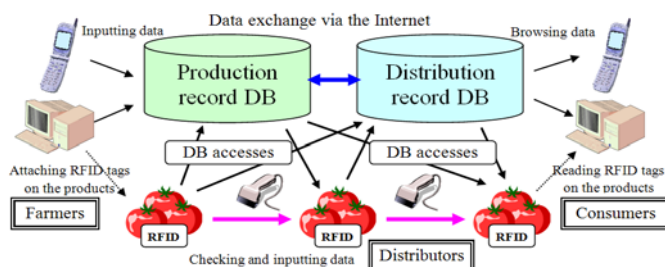 Data exchange via the Internet
Inputting data
Browsing data
Production
record DB
Distribution
record DB
DB accesses
DB accesses
Attaching RFID tags
on the products
Reading RFID tags
on the products
Farmers
Consumers
RFID
RFID
RFID
Checking and inputting data
Distributors